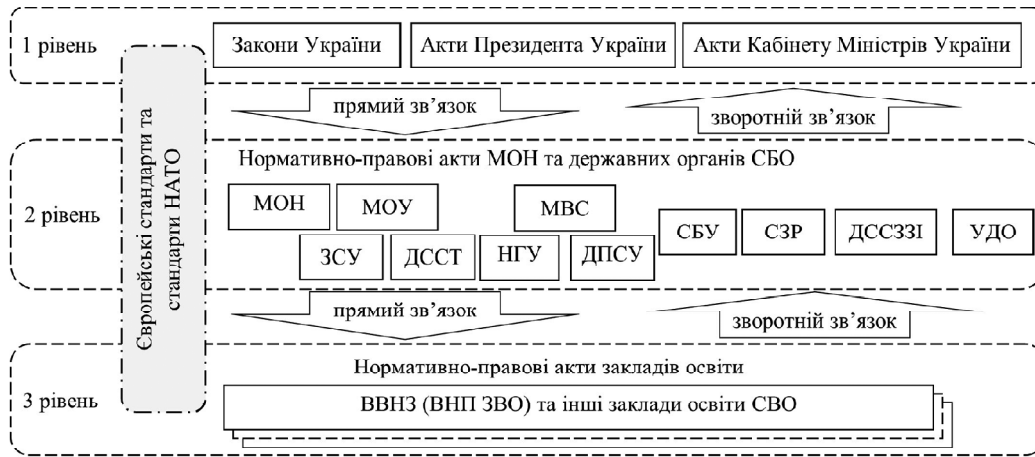 1 рівень
Закони України
Акти Президента України
Акти Кабінету Міністрів України
прямий зв’язок
зворотній зв’язок
Європейські стандарти та
стандарти НАТО
2 рівень
Нормативно-правові акти МОН та державних органів СБО
МОН
МОУ
МВС
ЗСУ
ДССТ
НГУ
ДПСУ
СБУ
СЗР
ДССЗЗІ
УДО
прямий зв’язок
зворотній зв’язок
3 рівень
Нормативно-правові акти закладів освіти
ВВНЗ (ВНП ЗВО) та інші заклади освіти СВО